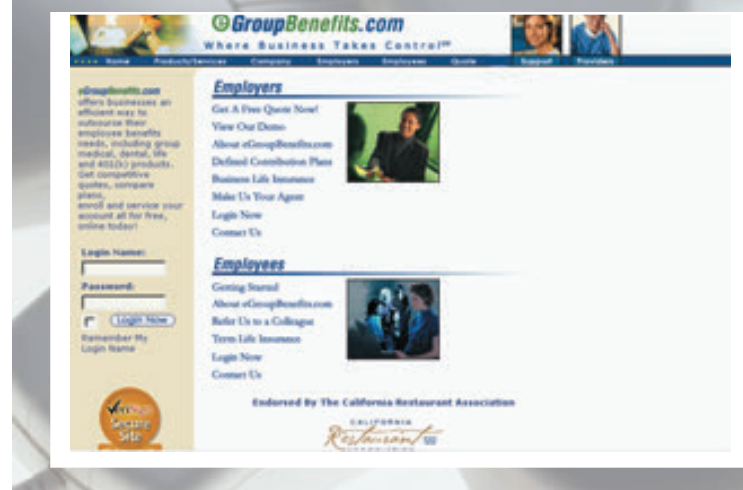 eGroupBenefits.com
Where Business Takes Control℠
Home Products/Services Company Employers Employees Quote Support Providers
eGroupBenefits.com
offers businesses an
efficient way to
outsource their
employee benefits
needs, including group
medical, dental, life
and 401(k) products.
Get competitive
quotes, compare
plans,
enroll and service your
account all for free,
online today!
Login Name:
Password:
Login Now
Remember My
Login Name
VeriSign
Secure
Site
Employers
Get A Free Quote Now!
View Our Demo
About eGroupBenefits.com
Defined Contribution Plans
Business Life Insurance
Make Us Your Agent
Login Now
Contact Us
Employees
Getting Started
About eGroupBenefits.com
Refer Us to a Colleague
Term Life Insurance
Login Now
Contact Us
Endorsed By The California Restaurant Association
CALIFORNIA
Restaurant